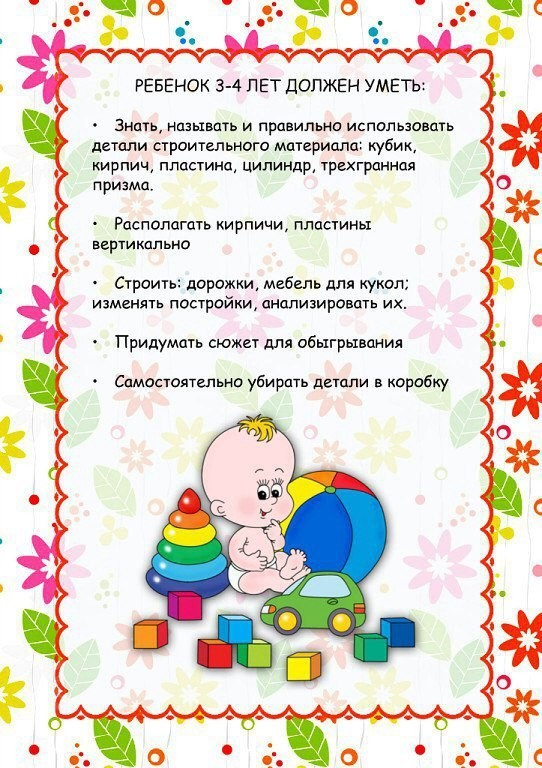 РЕБЕНОК 3-4 ЛЕТ ДОЛЖЕН УМЕТЬ:
• Знать, называть и правильно использовать
детали строительного материала: кубик,
кирпич, пластина, цилиндр, трехгранная
призма.
• Располагать кирпичи, пластины
вертикально
• Строить: дорожки, мебель для кукол;
изменять постройки, анализировать их.
• Придумать сюжет для обыгрывания
• Самостоятельно убирать детали в коробку